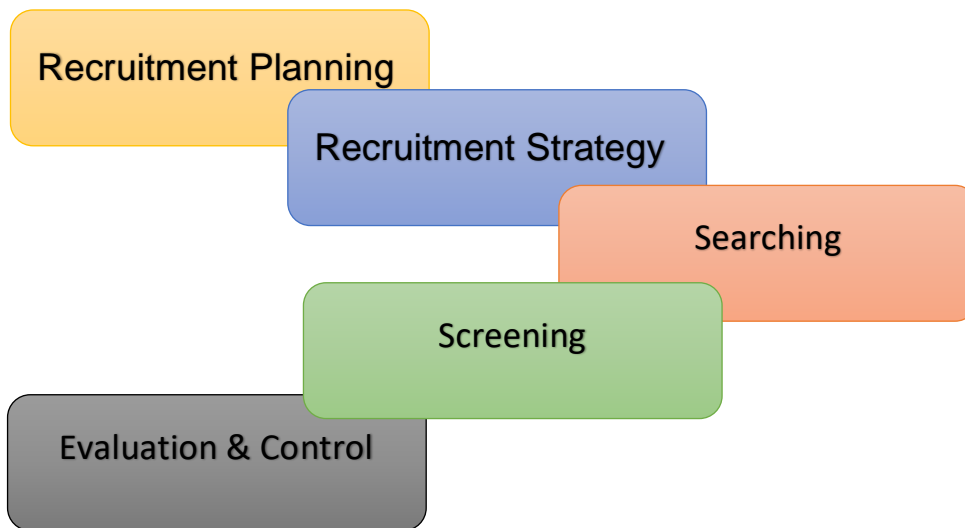 Recruitment Planning
Recruitment Strategy
Searching
Screening
Evaluation & Control